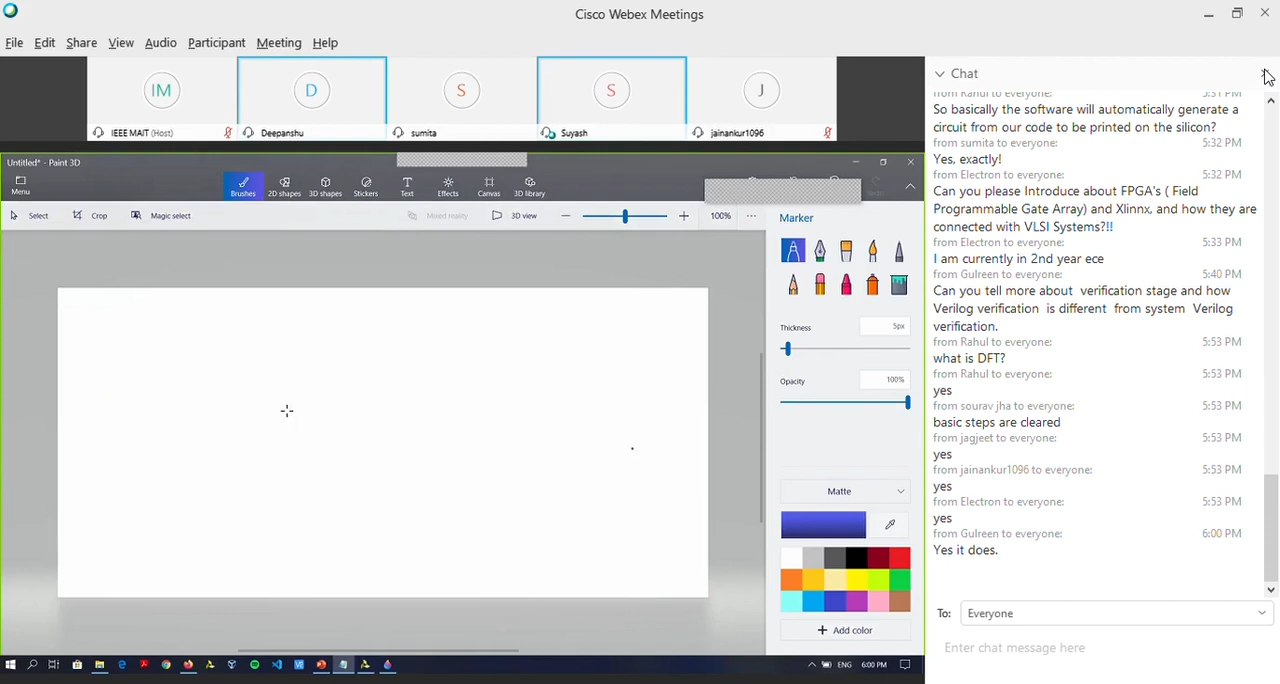 Cisco Webex Meetings
File Edit Share View Audio Participant Meeting Help
IM D S S J
IEEE MAIT (Host) Deepanshu sumita Suyash jainankur1096
Untitled* - Paint 3D
Menu Brushes 2D shapes 3D shapes Stickers Text Effects Canvas 3D library
Select Crop Magic select Mixed reality 3D view 100%
Marker
Thickness 5px
Opacity 100%
Matte
Add color
ENG 6:00 PM
Chat
from Rahul to everyone: 5:31 PM
So basically the software will automatically generate a
circuit from our code to be printed on the silicon?
from sumita to everyone: 5:32 PM
Yes, exactly!
from Electron to everyone: 5:32 PM
Can you please Introduce about FPGA's ( Field
Programmable Gate Array) and Xlinnx, and how they are
connected with VLSI Systems?!!
from Electron to everyone: 5:33 PM
I am currently in 2nd year ece
from Gulreen to everyone: 5:40 PM
Can you tell more about verification stage and how
Verilog verification is different from system Verilog
verification.
from Rahul to everyone: 5:53 PM
what is DFT?
from Rahul to everyone: 5:53 PM
yes
from sourav jha to everyone: 5:53 PM
basic steps are cleared
from jagjeet to everyone: 5:53 PM
yes
from jainankur1096 to everyone: 5:53 PM
yes
from Electron to everyone: 5:53 PM
yes
from Gulreen to everyone: 6:00 PM
Yes it does.
To: Everyone
Enter chat message here